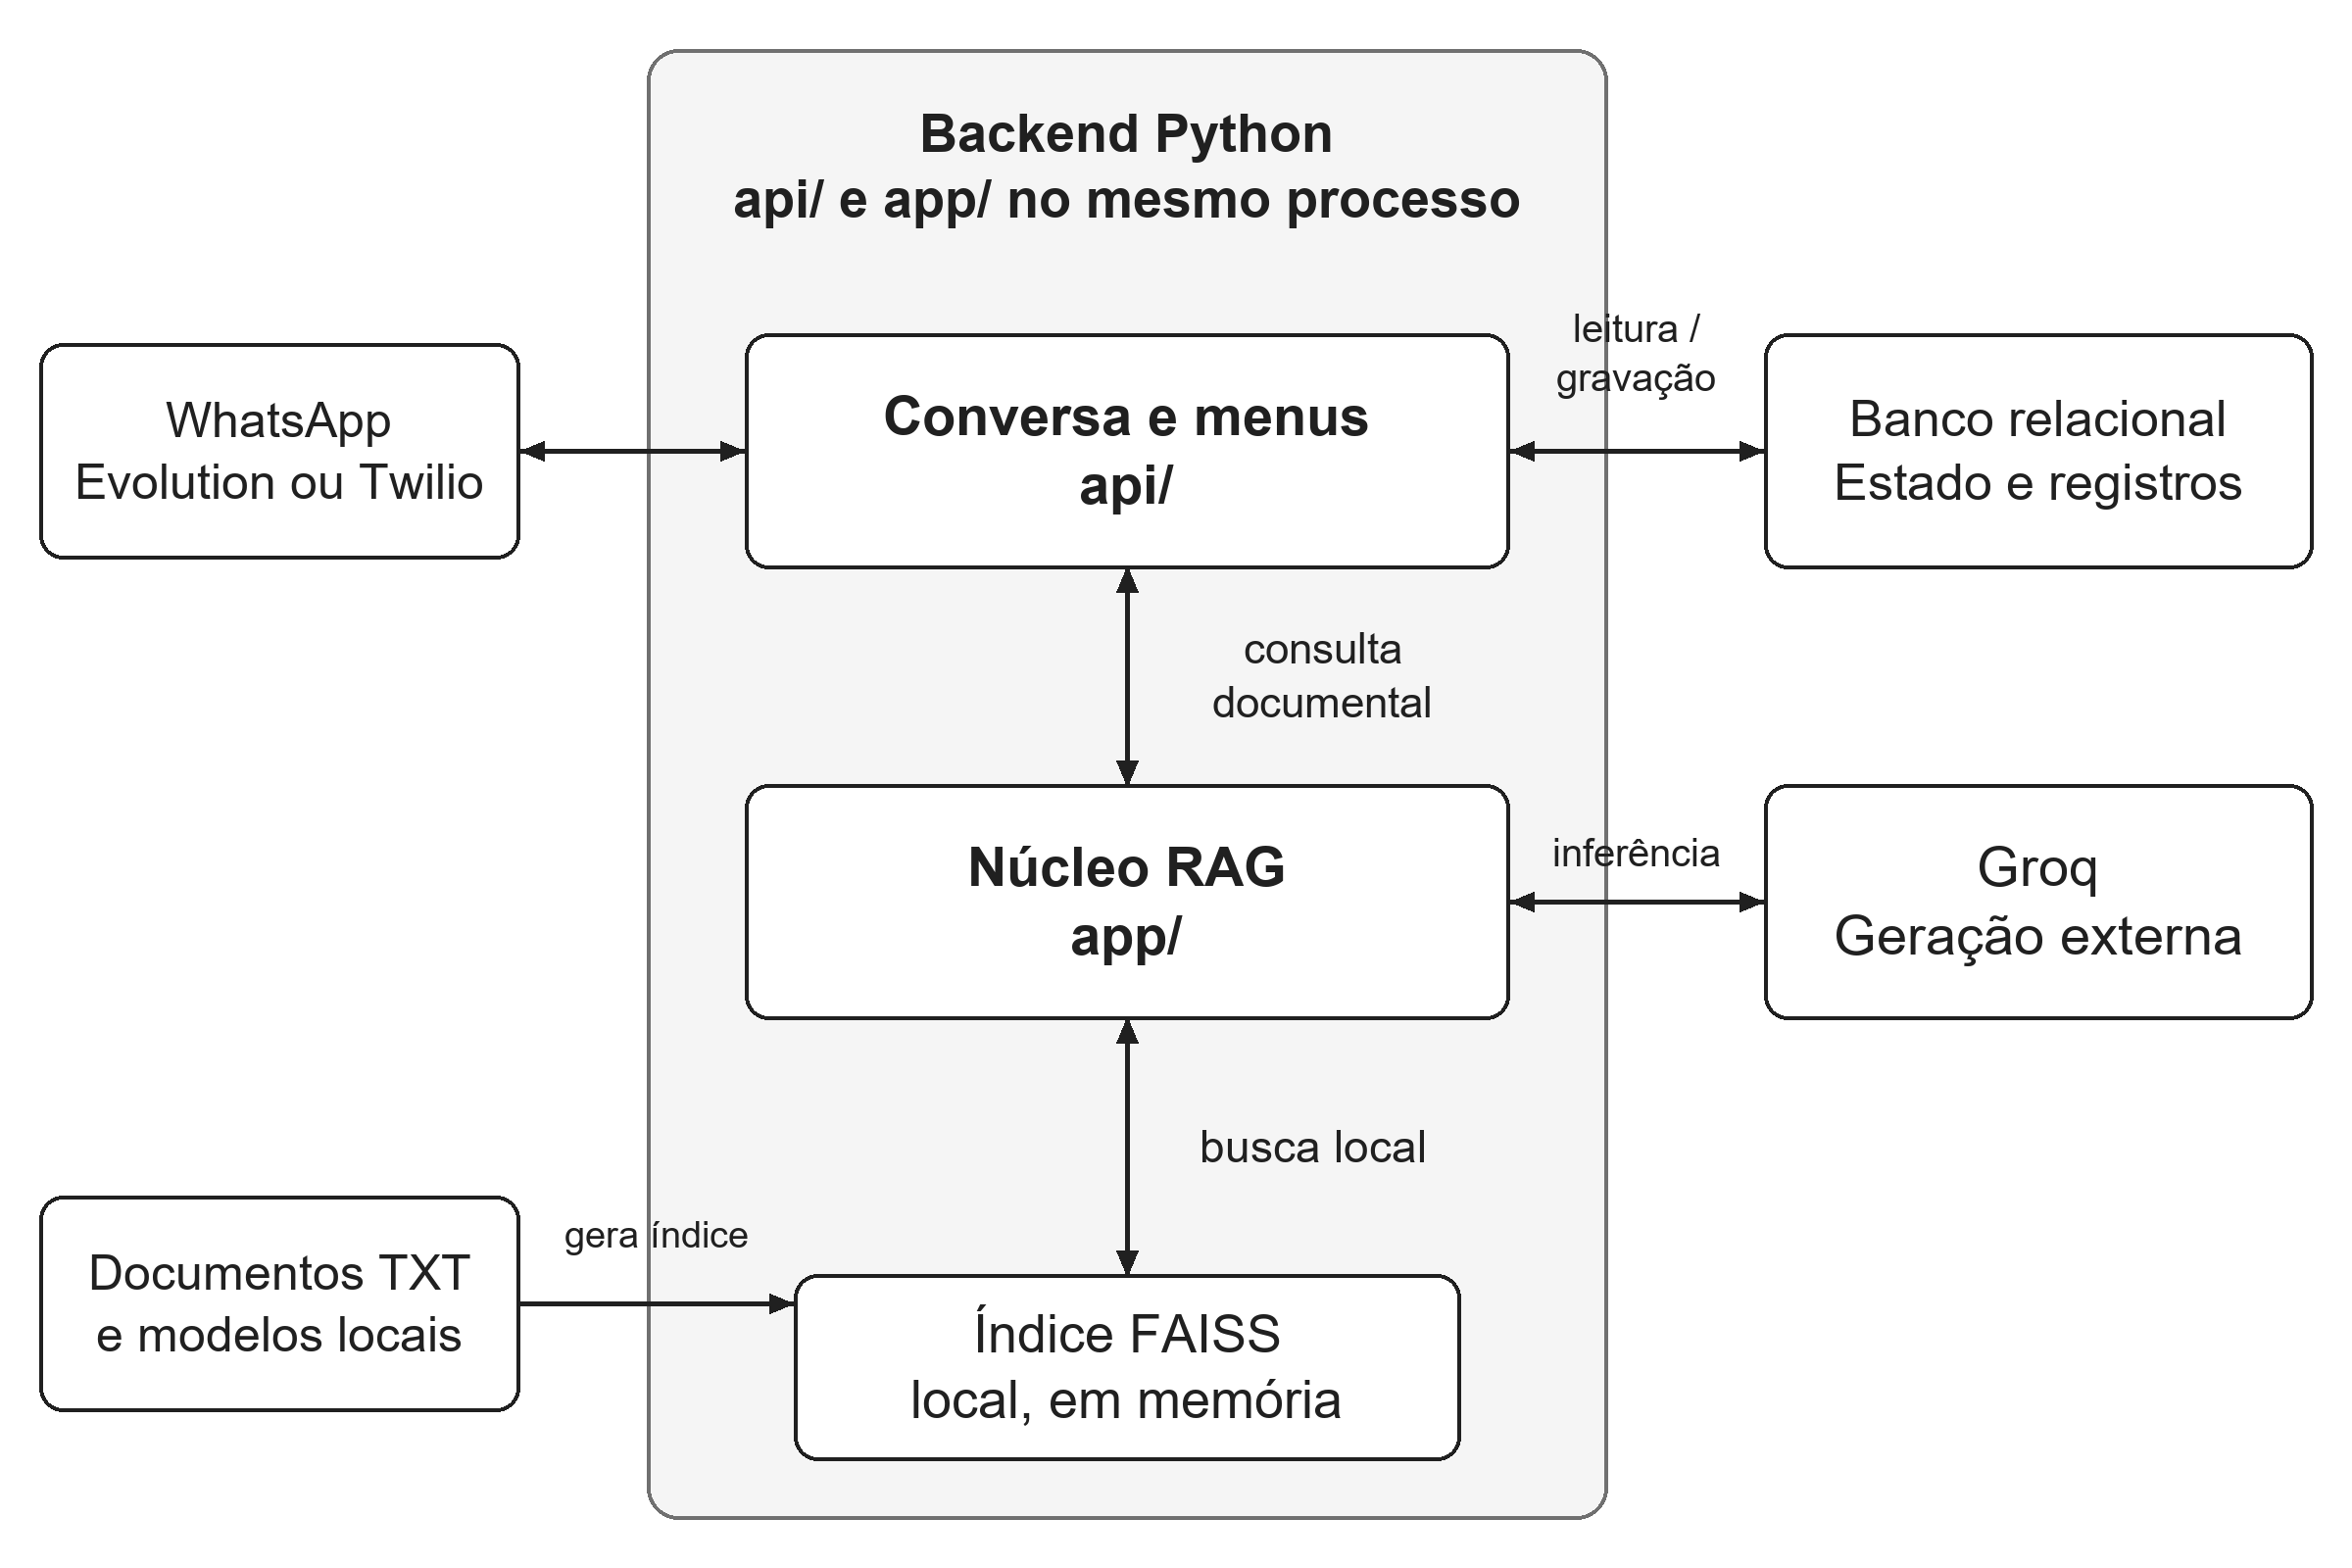 Backend Python
api/ e app/ no mesmo processo
WhatsApp
Evolution ou Twilio
Conversa e menus
api/
leitura /
gravação
Banco relacional
Estado e registros
consulta
documental
Núcleo RAG
app/
inferência
Groq
Geração externa
busca local
Documentos TXT
e modelos locais
gera índice
Índice FAISS
local, em memória